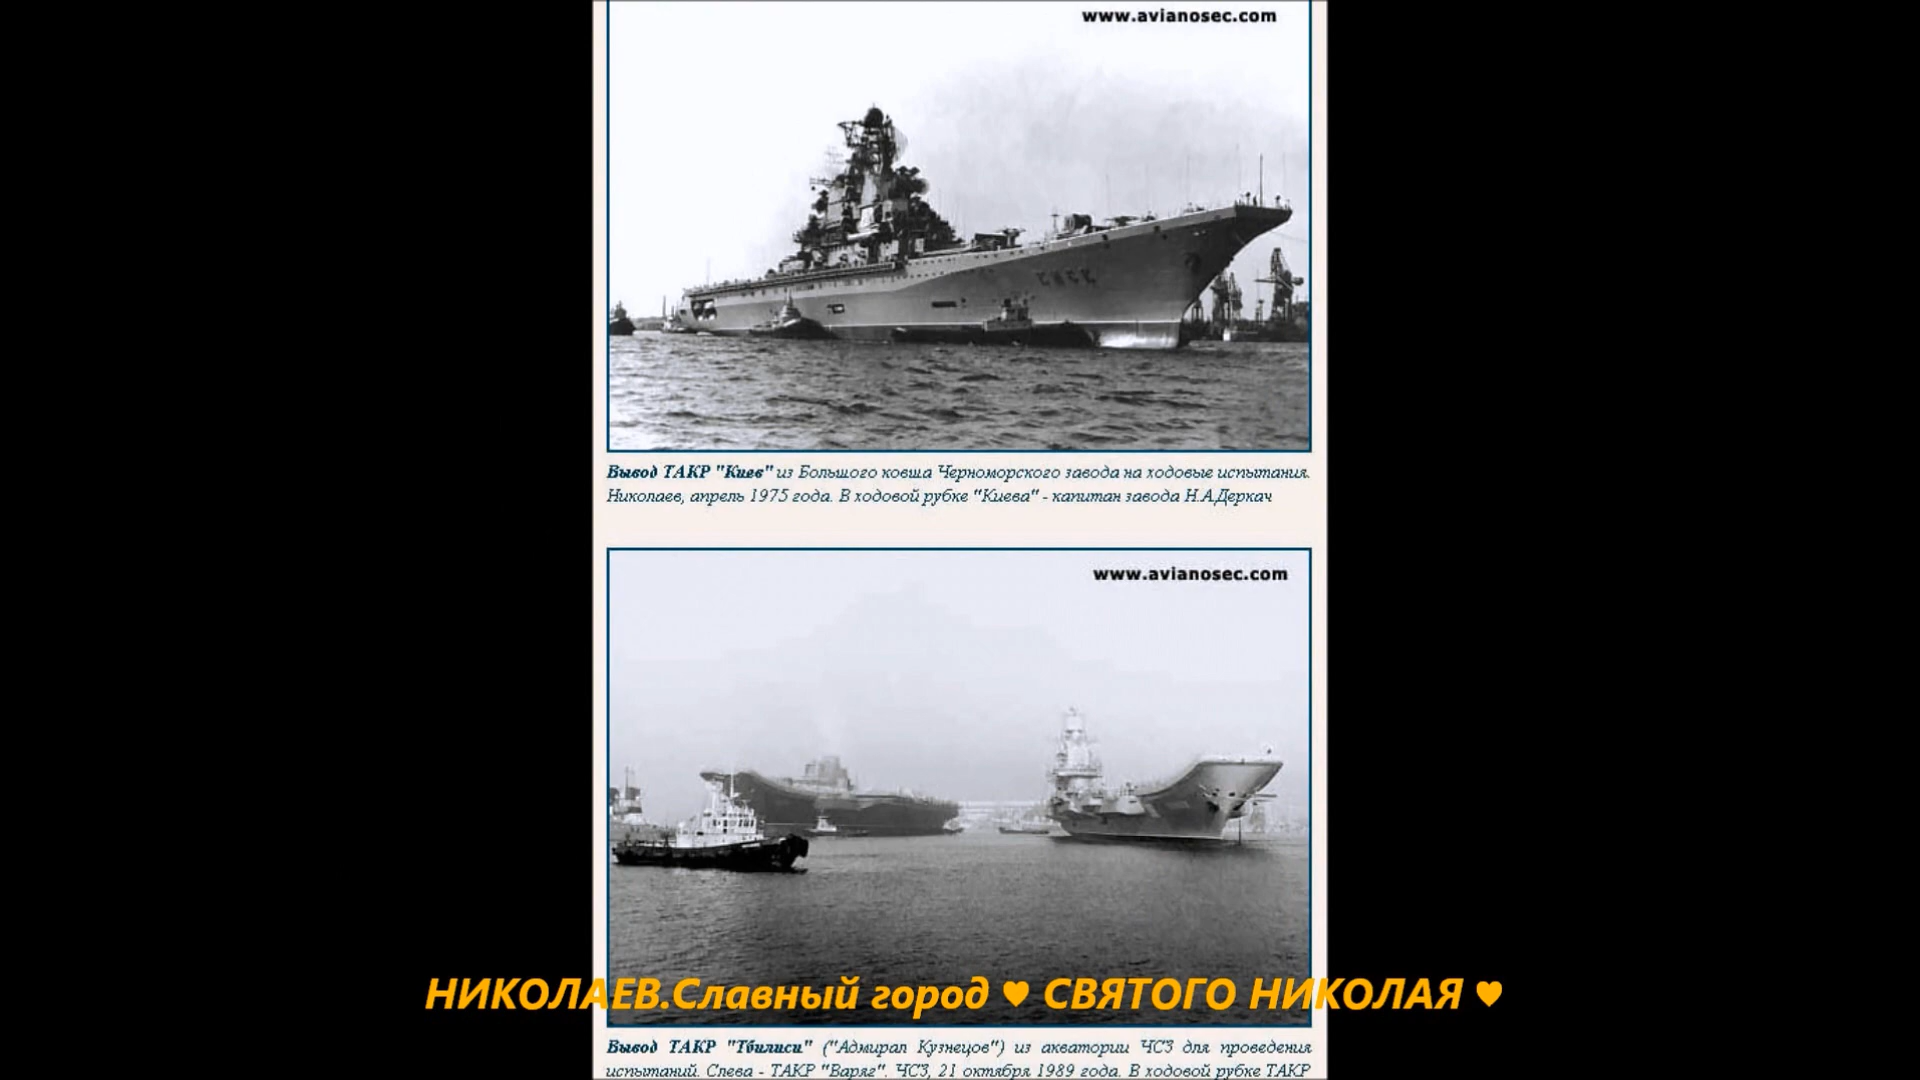 www.avianosec.com
Вывод ТАКР "Киев" из Большого ковша Черноморского завода на ходовые испытания.
Николаев, апрель 1975 года. В ходовой рубке "Киева" - капитан завода Н.А.Деркач
www.avianosec.com
НИКОЛАЕВ.Славный город ♥ СВЯТОГО НИКОЛАЯ ♥
Вывод ТАКР "Тбилиси" ("Адмирал Кузнецов") из акватории ЧСЗ для проведения
испытаний. Слева - ТАКР "Варяг". ЧСЗ, 21 октября 1989 года. В ходовой рубке ТАКР